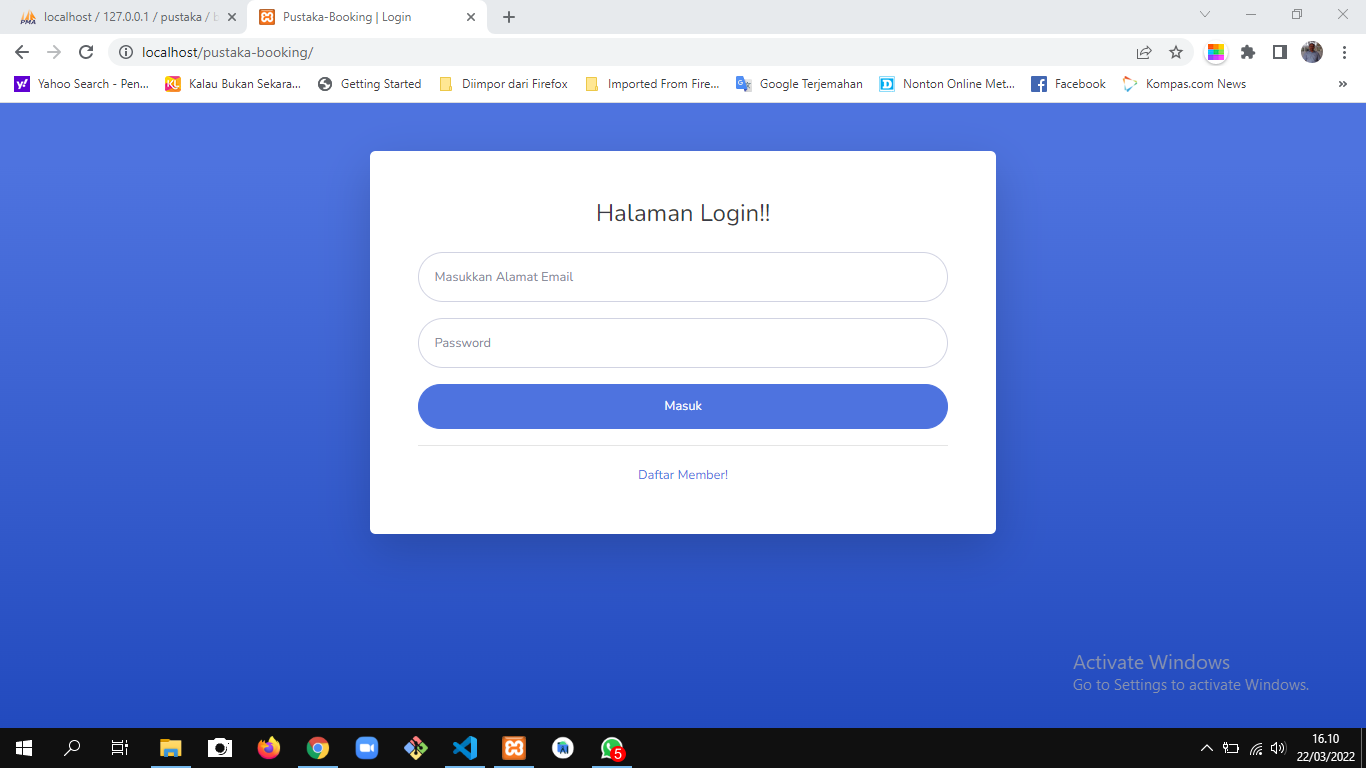 PMA
localhost / 127.0.0.1 / pustaka / b
Pustaka-Booking | Login
localhost/pustaka-booking/
Yahoo Search - Pen...
Kalau Bukan Sekara...
Getting Started
Diimpor dari Firefox
Imported From Fire...
Google Terjemahan
Nonton Online Met...
Facebook
Kompas.com News
»
Halaman Login!!
Masukkan Alamat Email
Password
Masuk
Daftar Member!
Activate Windows
Go to Settings to activate Windows.
5
16.10
22/03/2022